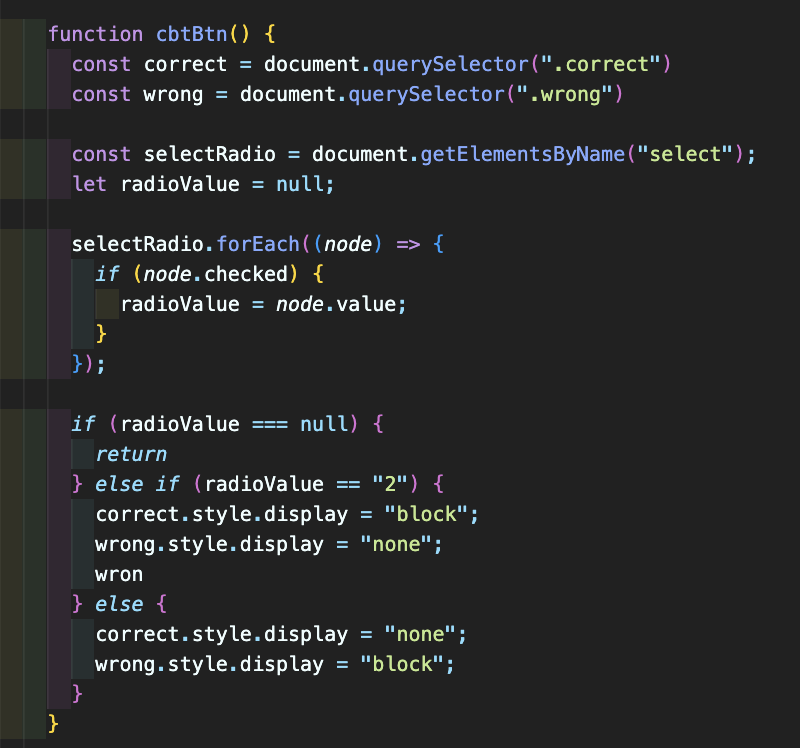 function cbtBtn() {
const correct = document.querySelector(".correct")
const wrong = document.querySelector(".wrong")
const selectRadio = document.getElementsByName("select");
let radioValue = null;
selectRadio.forEach((node) => {
if (node.checked) {
radioValue = node.value;
}
});
if (radioValue === null) {
return
} else if (radioValue == "2") {
correct.style.display = "block";
wrong.style.display = "none";
wron
} else {
correct.style.display = "none";
wrong.style.display = "block";
}
}